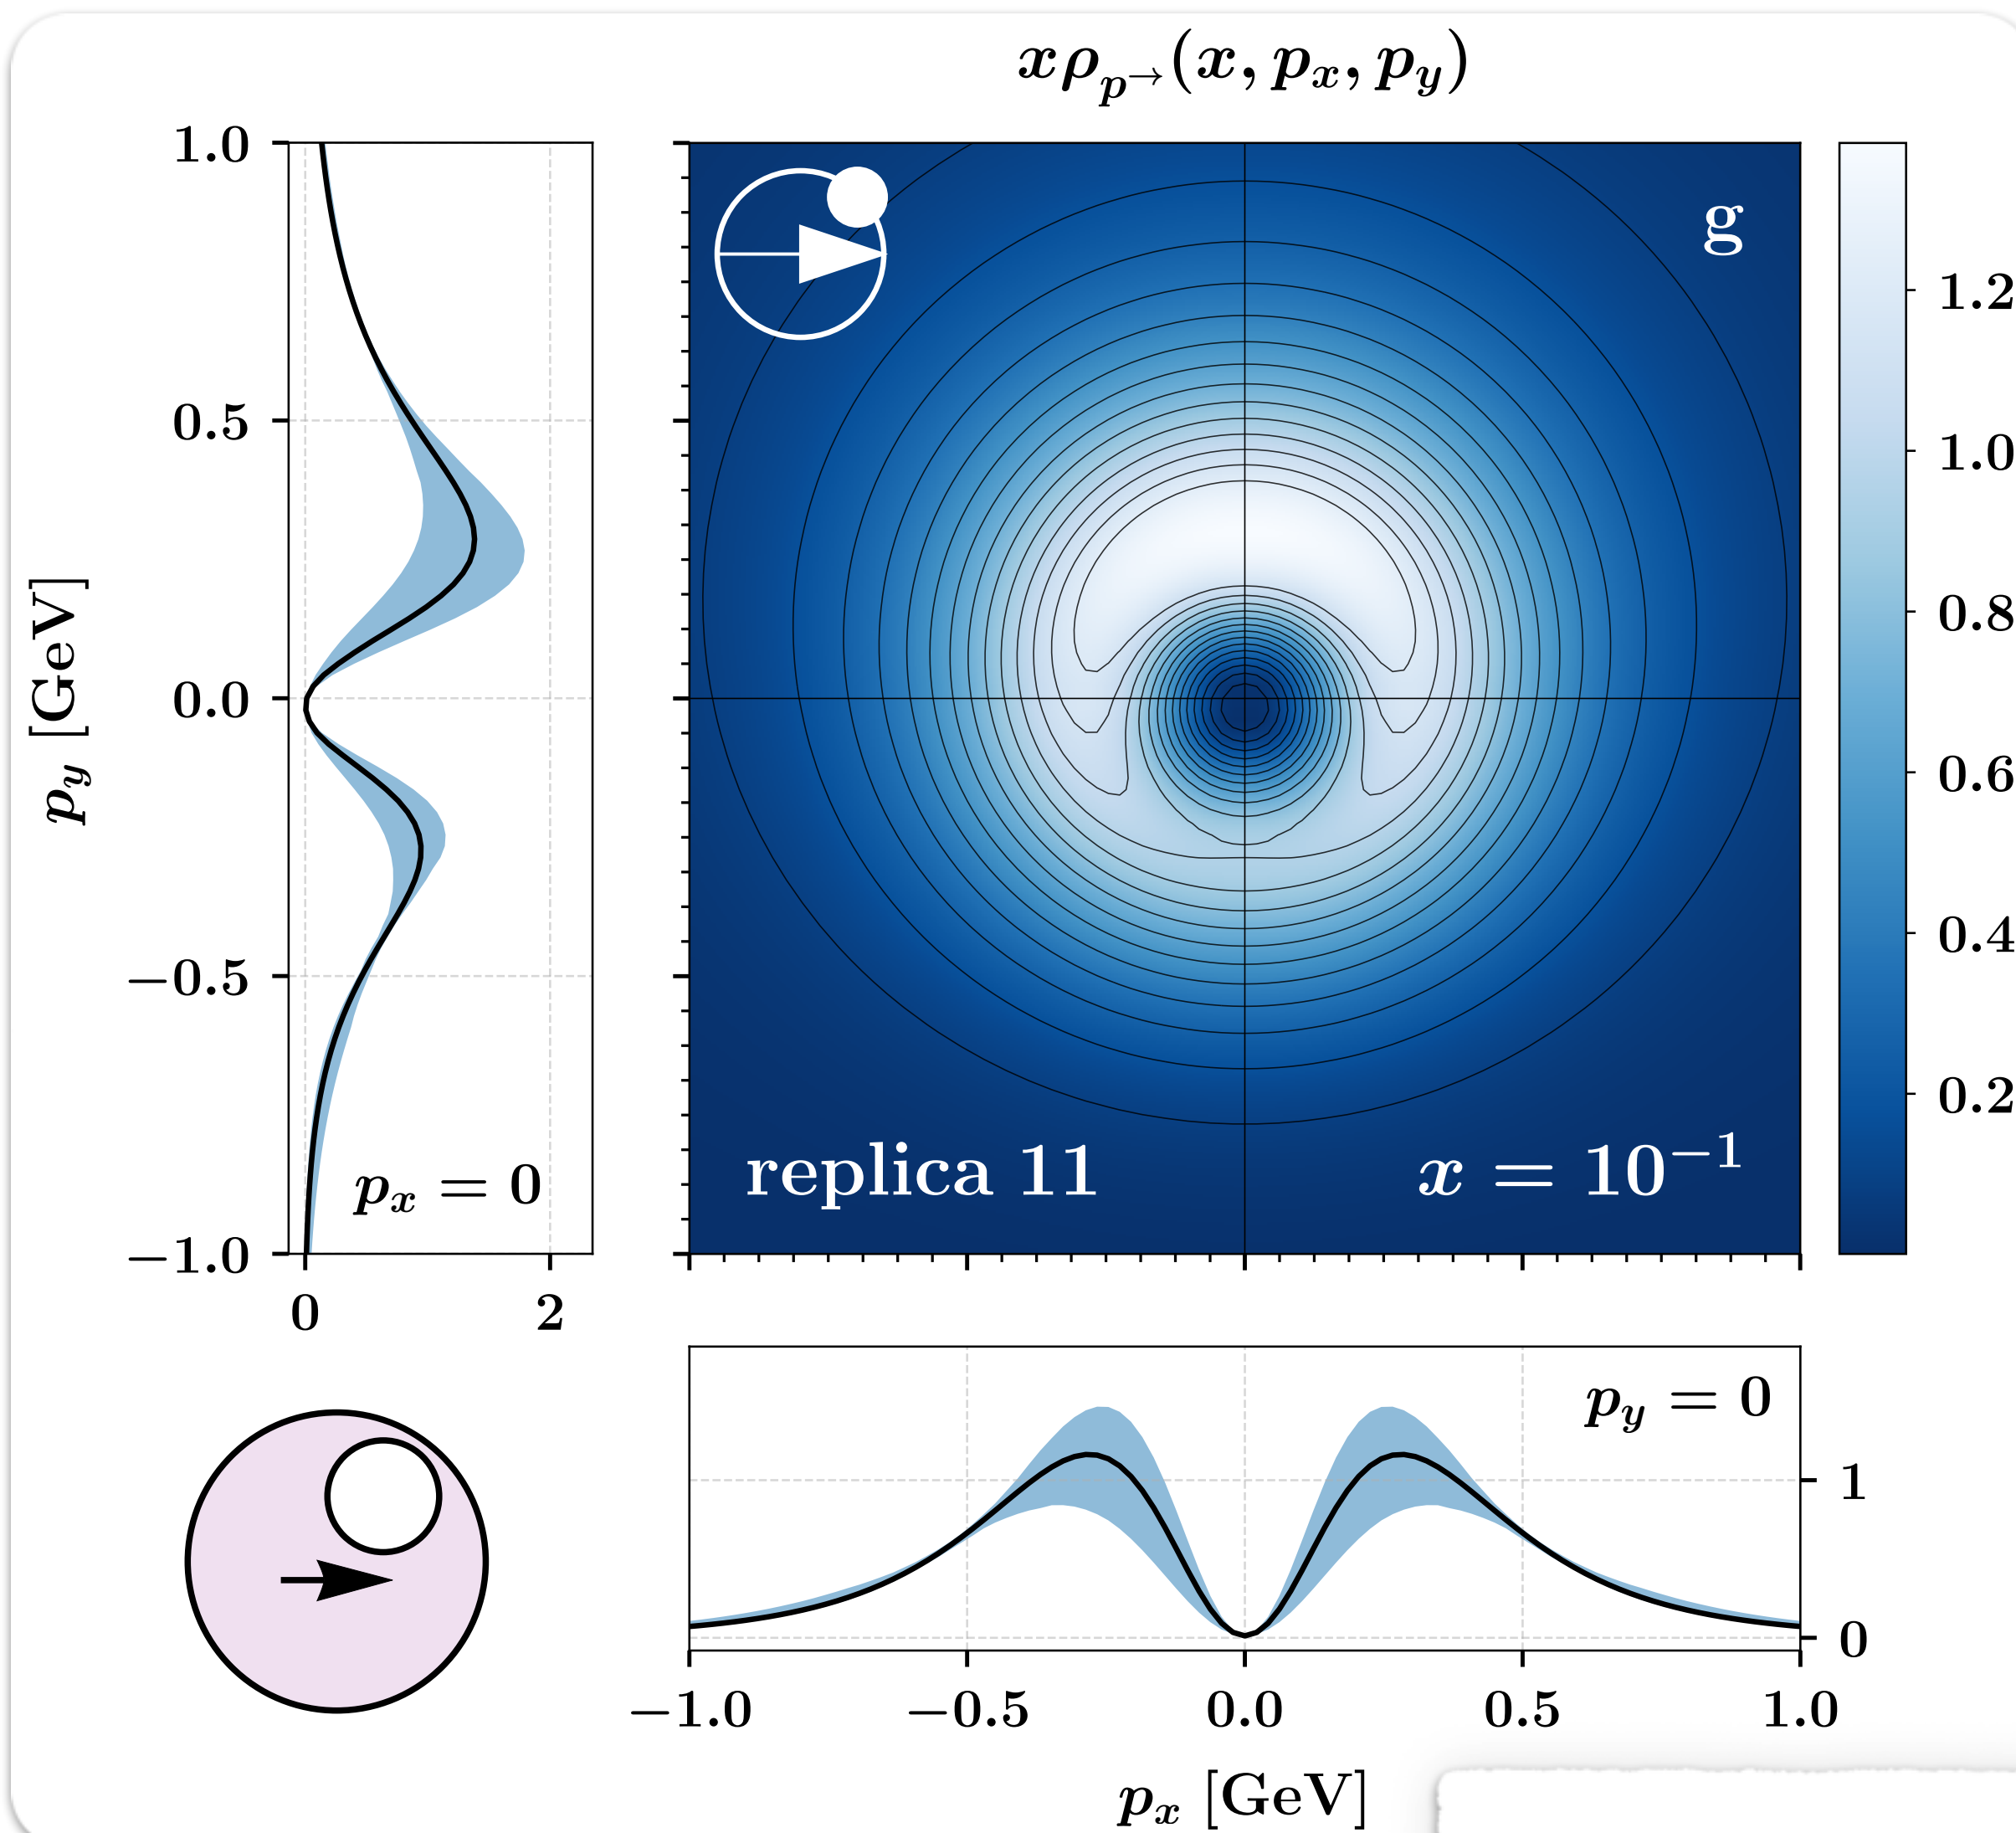 xρ_{p→}(x, p_x, p_y)
1.0
0.5
0.0
−0.5
−1.0
p_y [GeV]
p_x = 0
0 2
g
replica 11 x = 10^{−1}
1.2
1.0
0.8
0.6
0.4
0.2
p_y = 0
1
0
−1.0 −0.5 0.0 0.5 1.0
p_x [GeV]